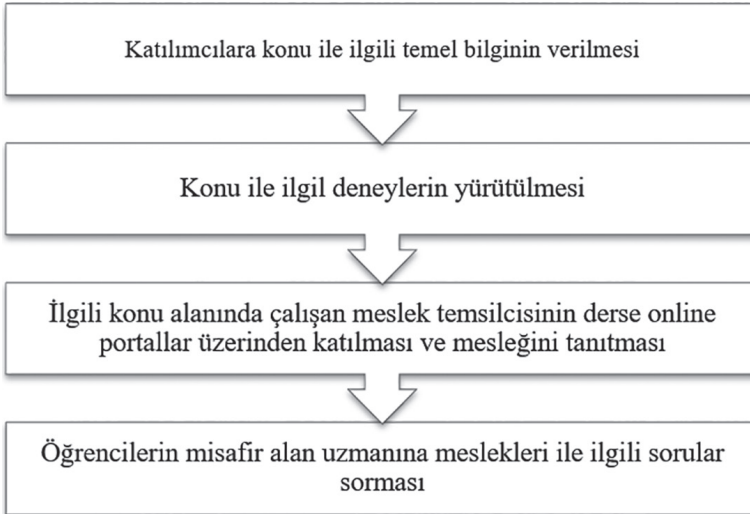 Katılımcılara konu ile ilgili temel bilginin verilmesi
Konu ile ilgil deneylerin yürütülmesi
İlgili konu alanında çalışan meslek temsilcisinin derse online
portallar üzerinden katılması ve mesleğini tanıtması
Öğrencilerin misafir alan uzmanına meslekleri ile ilgili sorular
sorması